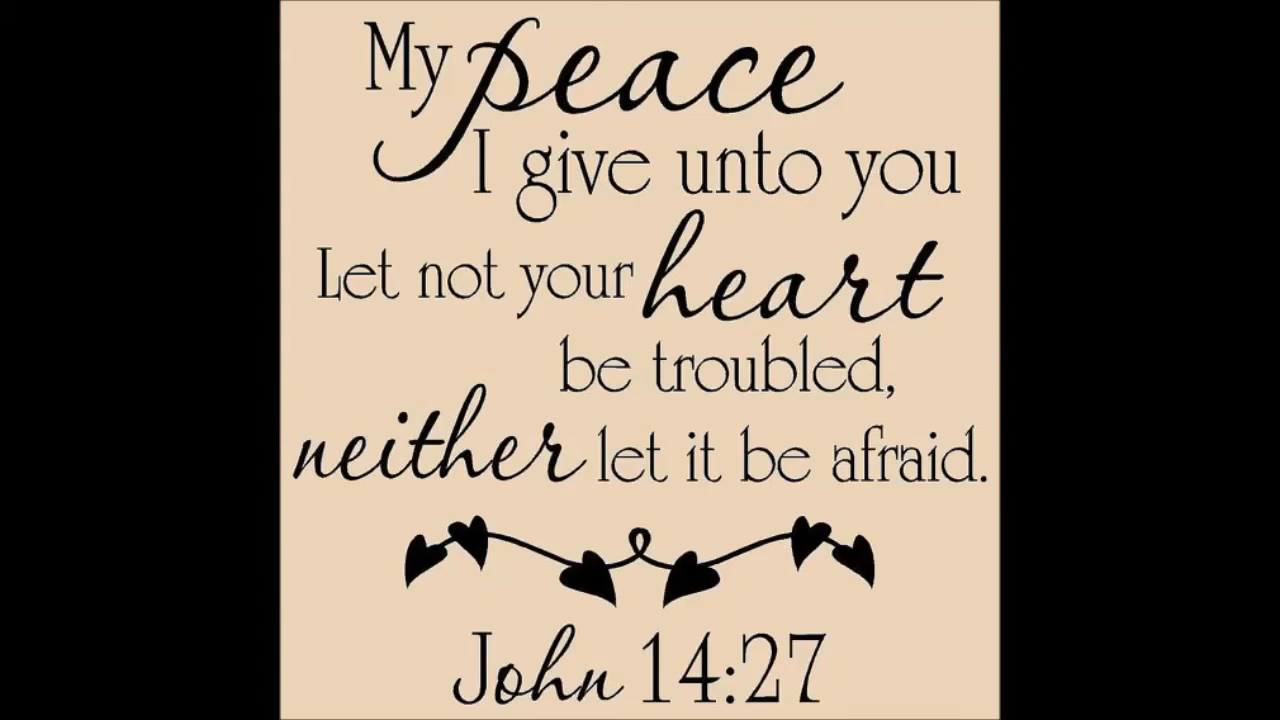 My peace
I give unto you
Let not your heart
be troubled,
neither let it be afraid.
John 14:27